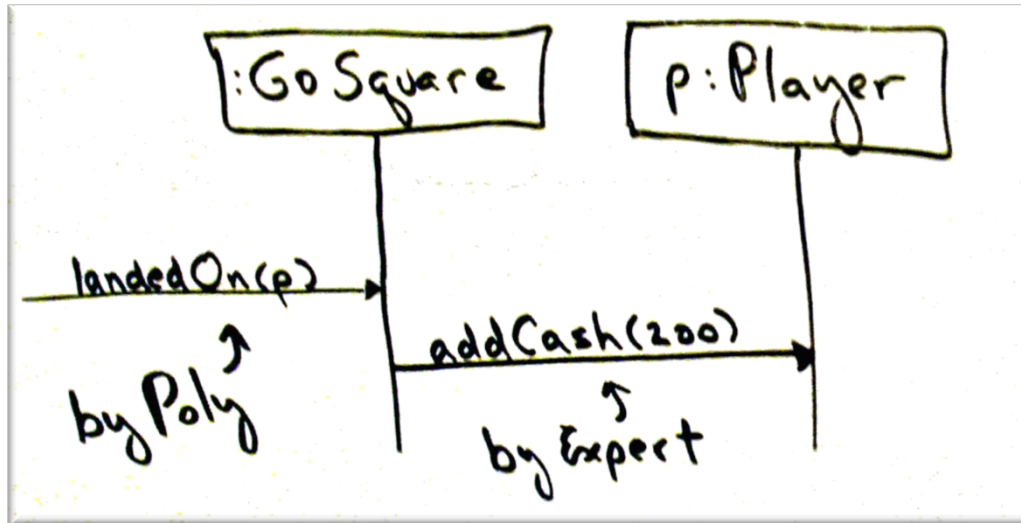 :GoSquare
p:Player
landedOn(p)
addCash(200)
by Poly
by Expert